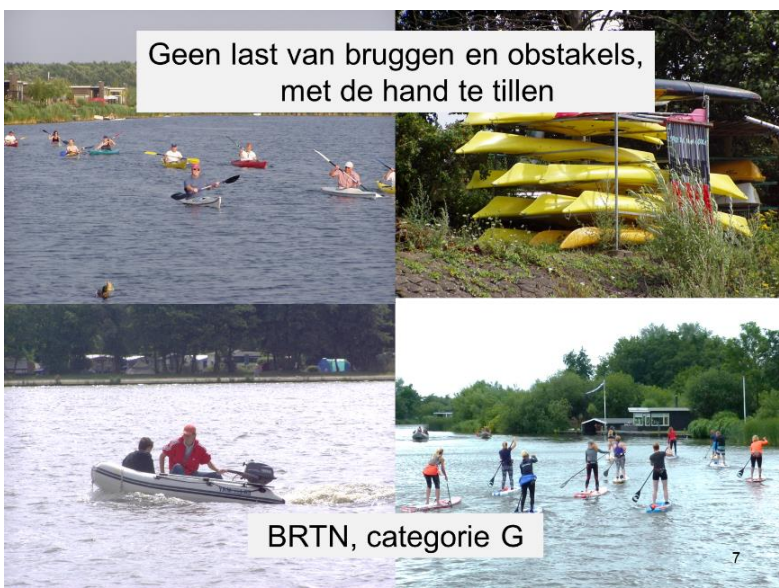 Geen last van bruggen en obstakels,
met de hand te tillen
BRTN, categorie G
7